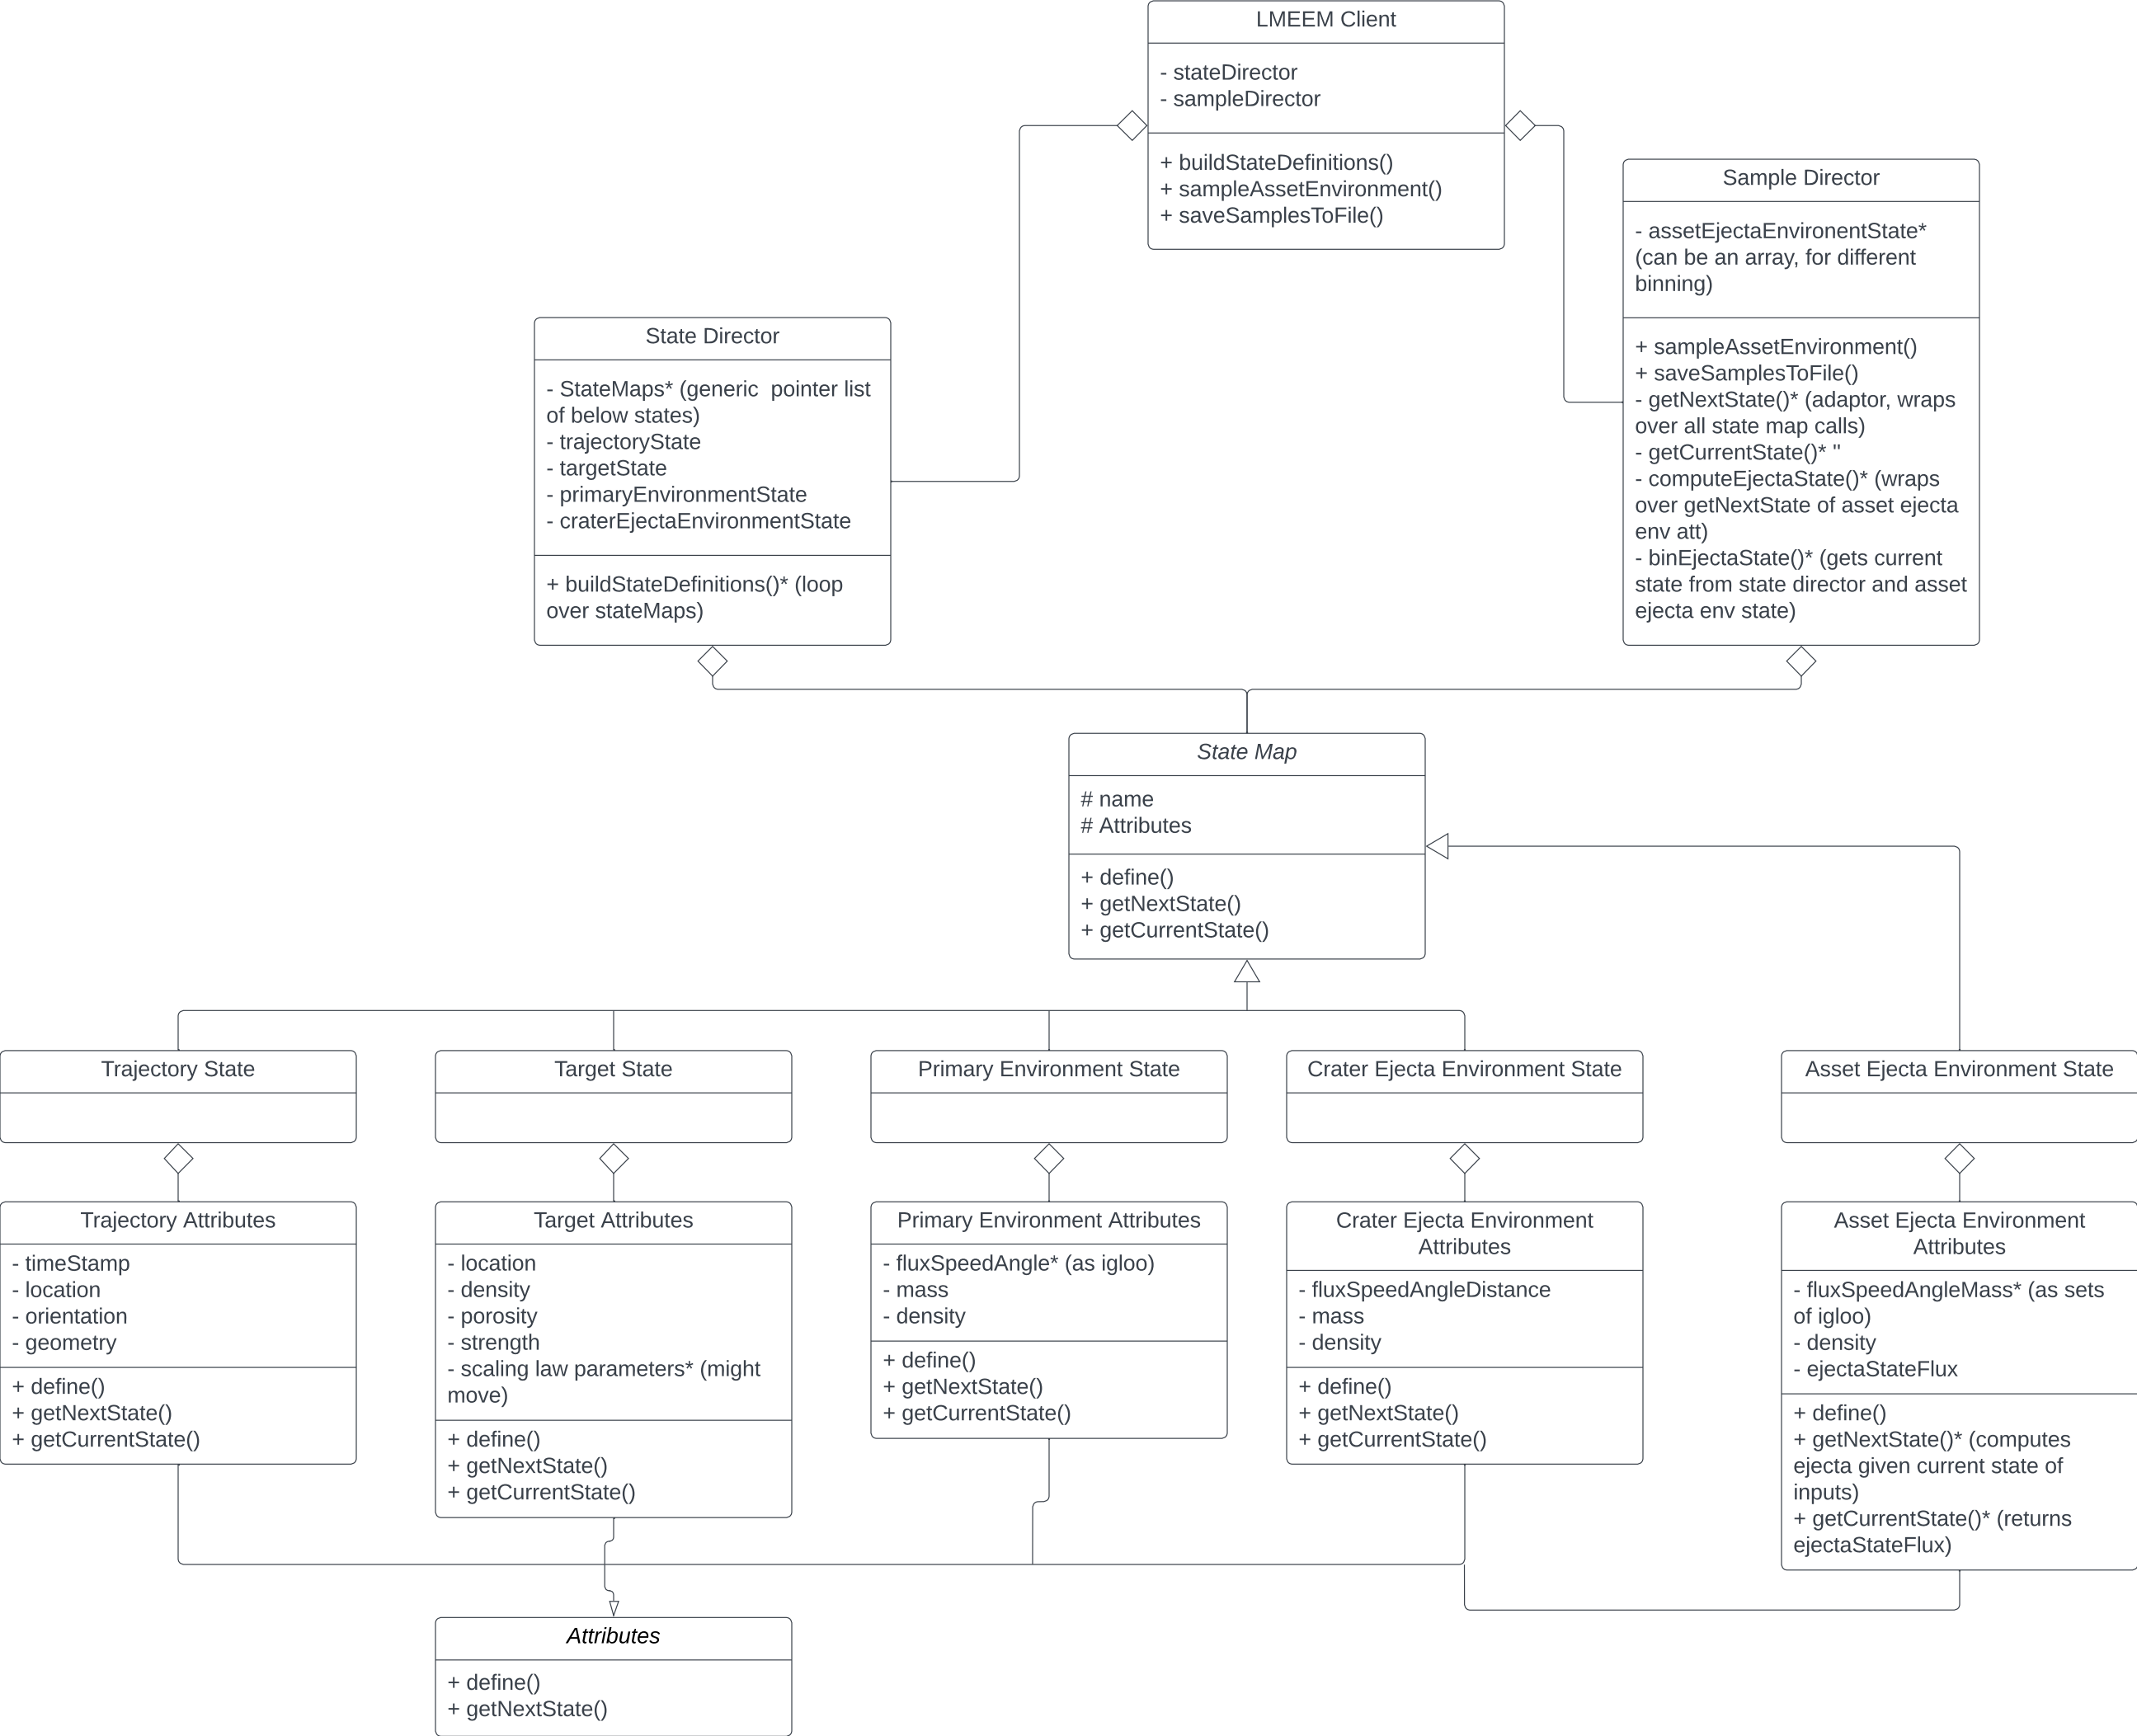 LMEEM Client
- stateDirector
- sampleDirector
+ buildStateDefinitions()
+ sampleAssetEnvironment()
+ saveSamplesToFile()
Sample Director
- assetEjectaEnvironentState*
(can be an array, for different
binning)
+ sampleAssetEnvironment()
+ saveSamplesToFile()
- getNextState()* (adaptor, wraps
over all state map calls)
- getCurrentState()* "
- computeEjectaState()* (wraps
over getNextState of asset ejecta
env att)
- binEjectaState()* (gets current
state from state director and asset
ejecta env state)
State Director
- StateMaps* (generic  pointer list
of below states)
- trajectoryState
- targetState
- primaryEnvironmentState
- craterEjectaEnvironmentState
+ buildStateDefinitions()* (loop
over stateMaps)
State Map
# name
# Attributes
+ define()
+ getNextState()
+ getCurrentState()
Trajectory State
Target State
Primary Environment State
Crater Ejecta Environment State
Asset Ejecta Environment State
Trajectory Attributes
- timeStamp
- location
- orientation
- geometry
+ define()
+ getNextState()
+ getCurrentState()
Target Attributes
- location
- density
- porosity
- strength
- scaling law parameters* (might
move)
+ define()
+ getNextState()
+ getCurrentState()
Primary Environment Attributes
- fluxSpeedAngle* (as igloo)
- mass
- density
+ define()
+ getNextState()
+ getCurrentState()
Crater Ejecta Environment
Attributes
- fluxSpeedAngleDistance
- mass
- density
+ define()
+ getNextState()
+ getCurrentState()
Asset Ejecta Environment
Attributes
- fluxSpeedAngleMass* (as sets
of igloo)
- density
- ejectaStateFlux
+ define()
+ getNextState()* (computes
ejecta given current state of
inputs)
+ getCurrentState()* (returns
ejectaStateFlux)
Attributes
+ define()
+ getNextState()